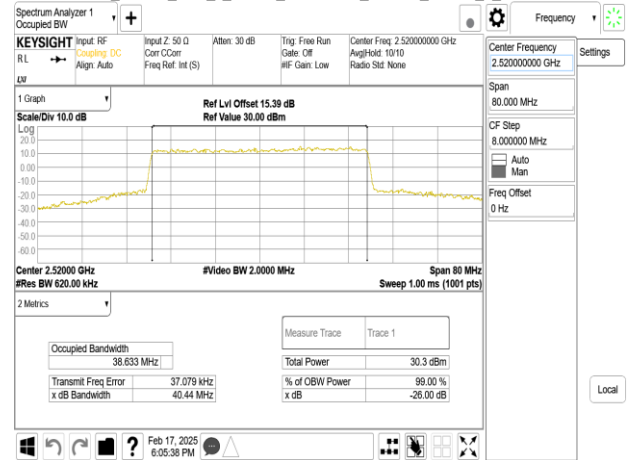 Spectrum Analyzer 1
Occupied BW
Frequency
KEYSIGHT
RL
LXI
Input: RF
Coupling: DC
Align: Auto
Input Z: 50 Ω
Corr CCorr
Freq Ref: Int (S)
Atten: 30 dB
Trig: Free Run
Gate: Off
#IF Gain: Low
Center Freq: 2.520000000 GHz
Avg|Hold: 10/10
Radio Std: None
Center Frequency
2.520000000 GHz
Settings
Span
80.000 MHz
CF Step
8.000000 MHz
Auto
Man
Freq Offset
0 Hz
Local
1 Graph
Scale/Div 10.0 dB
Ref Lvl Offset 15.39 dB
Ref Value 30.00 dBm
Log
20.0
10.0
0.00
-10.0
-20.0
-30.0
-40.0
-50.0
-60.0
Center 2.52000 GHz
#Video BW 2.0000 MHz
Span 80 MHz
#Res BW 620.00 kHz
Sweep 1.00 ms (1001 pts)
2 Metrics
Measure Trace
Trace 1
Occupied Bandwidth
38.633 MHz
Total Power
30.3 dBm
Transmit Freq Error
37.079 kHz
% of OBW Power
99.00 %
x dB Bandwidth
40.44 MHz
x dB
-26.00 dB
?
Feb 17, 2025
6:05:38 PM